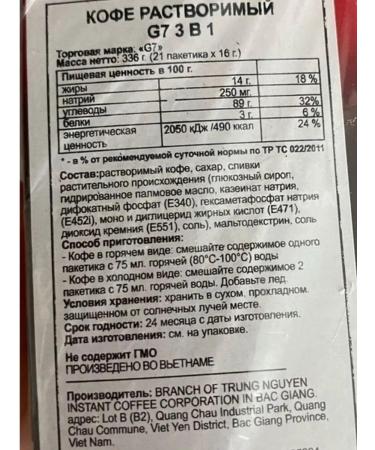 КОФЕ РАСТВОРИМЫЙ
G7 3 В 1
Торговая марка: «G7»
Масса нетто: 336 г. (21 пакетика х 16 г.)
Пищевая ценность в 100 г.
жиры 14 г. 18 %
натрий 250 мг.
углеводы 89 г. 32%
белки 3 г. 6 %
энергетическая ценность 2050 кДж /490 ккал 24 %
* - в % от рекомендуемой суточной нормы по ТР ТС 022/2011
Состав:растворимый кофе, сахар, сливки
растительного происхождения (глюкозный сироп,
гидрированное пальмовое масло, казеинат натрия,
дифокатный фосфат (Е340), гексаметафосфат натрия
(Е452i), моно и диглицерид жирных кислот (Е471),
диоксид кремния (Е551), соль), мальтодекстрин, соль
Способ приготовления:
- Кофе в горячем виде: смешайте содержимое одного
пакетика с 75 мл. горячей (80°С-100°С) воды
- Кофе в холодном виде: смешайте содержимое 2
пакетика с 75 мл. горячей воды. Добавьте лед.
Условия хранения: хранить в сухом, прохладном,
защищенном от солнечных лучей месте.
Срок годности: 24 месяца с даты изготовления.
Дата изготовления: см. на упаковке.
Не содержит ГМО
ПРОИЗВЕДЕНО ВО ВЬЕТНАМЕ
Производитель: BRANCH OF TRUNG NGUYEN
INSTANT COFFEE CORPORATION IN BAC GIANG.
адрес: Lot B (B2), Quang Chau Industrial Park, Quang
Chau Commune, Viet Yen District, Bac Giang Province,
Viet Nam.